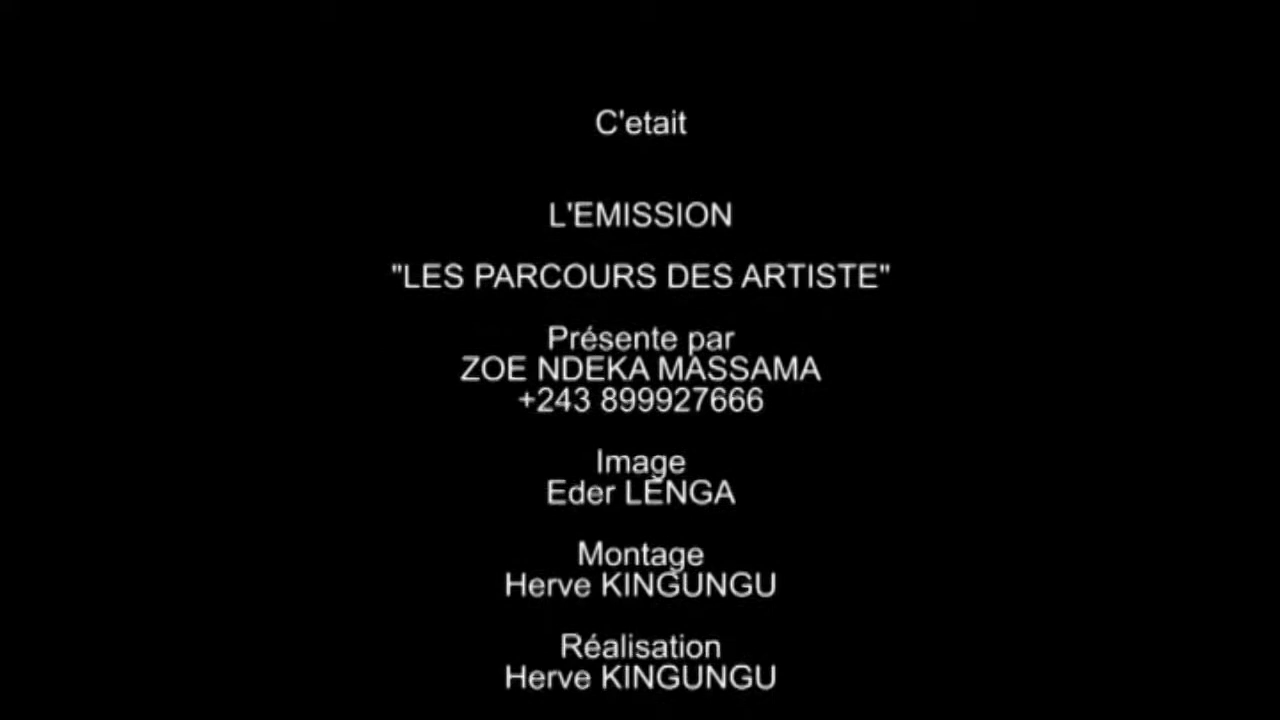 C'etait
L'EMISSION
"LES PARCOURS DES ARTISTE"
Présente par
ZOE NDEKA MASSAMA
+243 899927666
Image
Eder LENGA
Montage
Herve KINGUNGU
Réalisation
Herve KINGUNGU